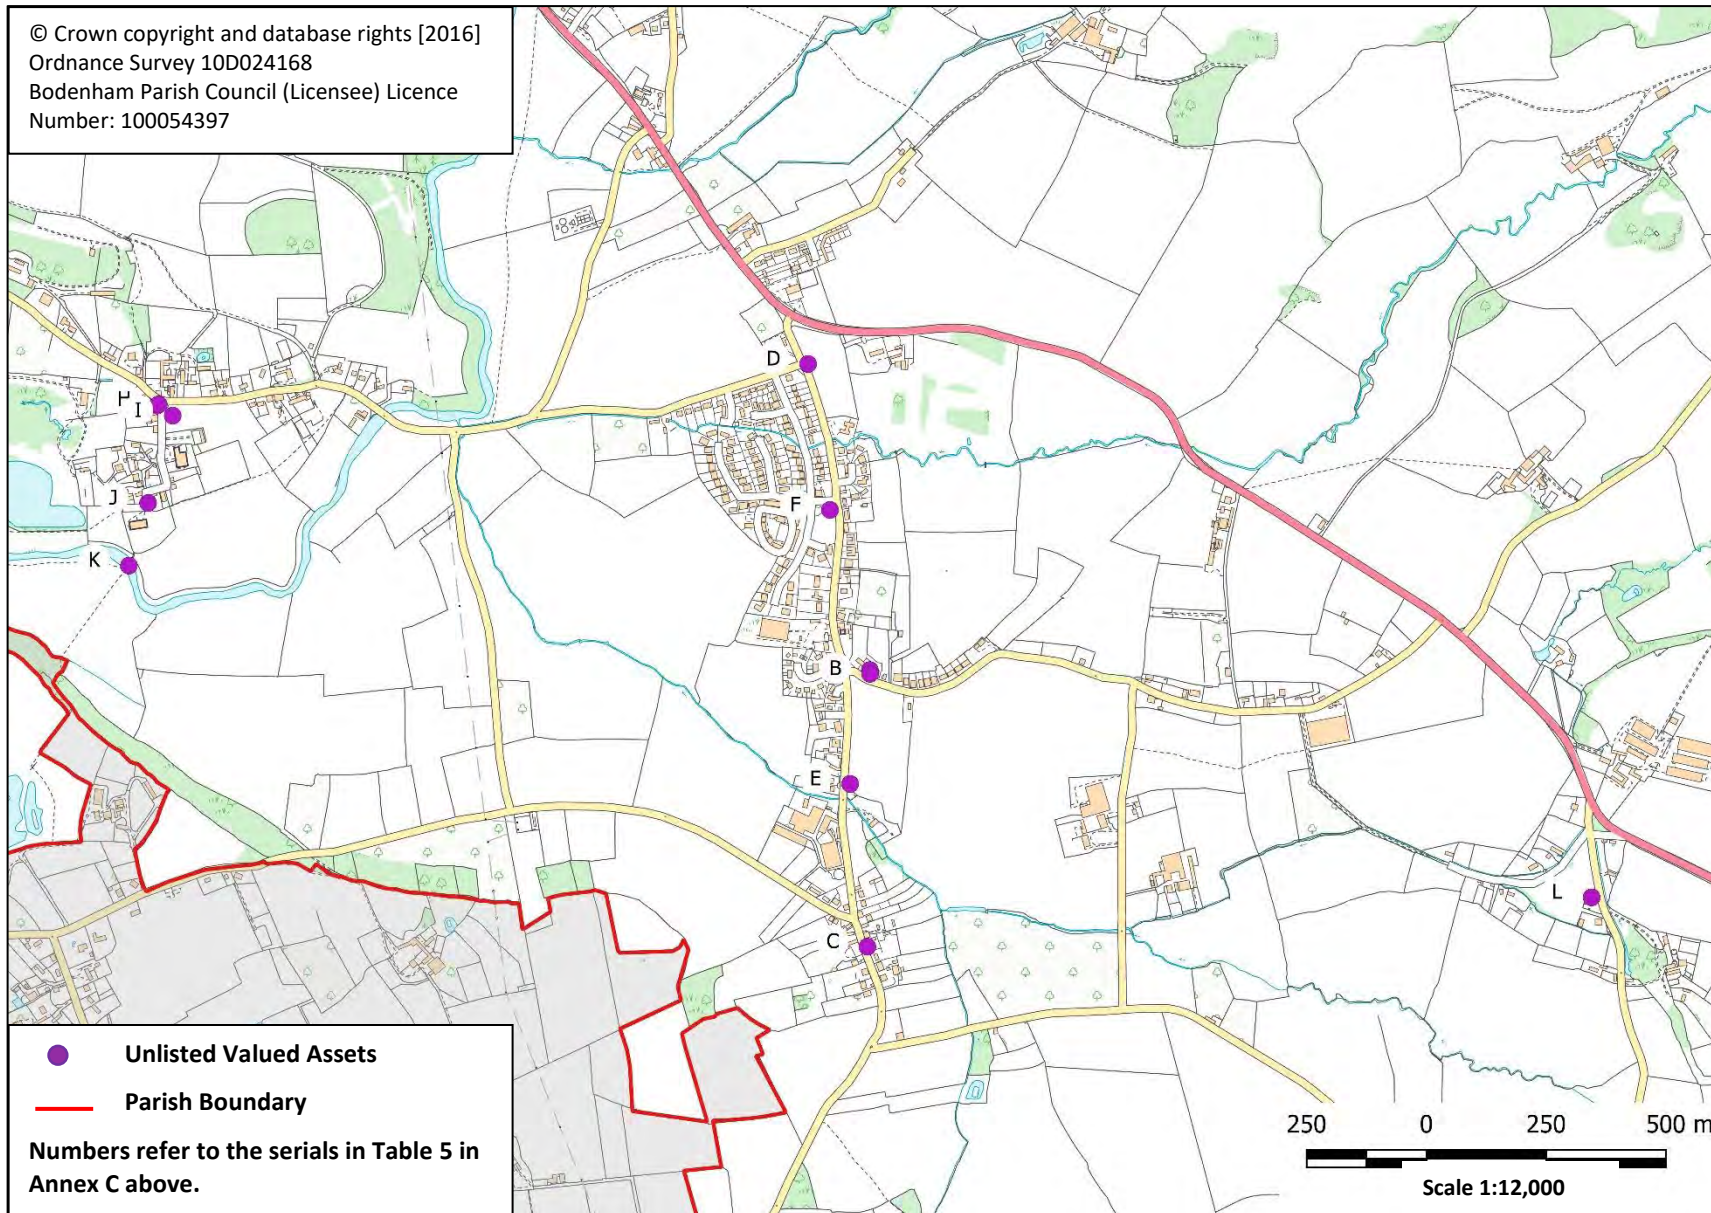 © Crown copyright and database rights [2016]
Ordnance Survey 10D024168
Bodenham Parish Council (Licensee) Licence
Number: 100054397
D
H
I
J
F
K
B
E
L
C
Unlisted Valued Assets
Parish Boundary
Numbers refer to the serials in Table 5 in
Annex C above.
250 0 250 500 m
Scale 1:12,000